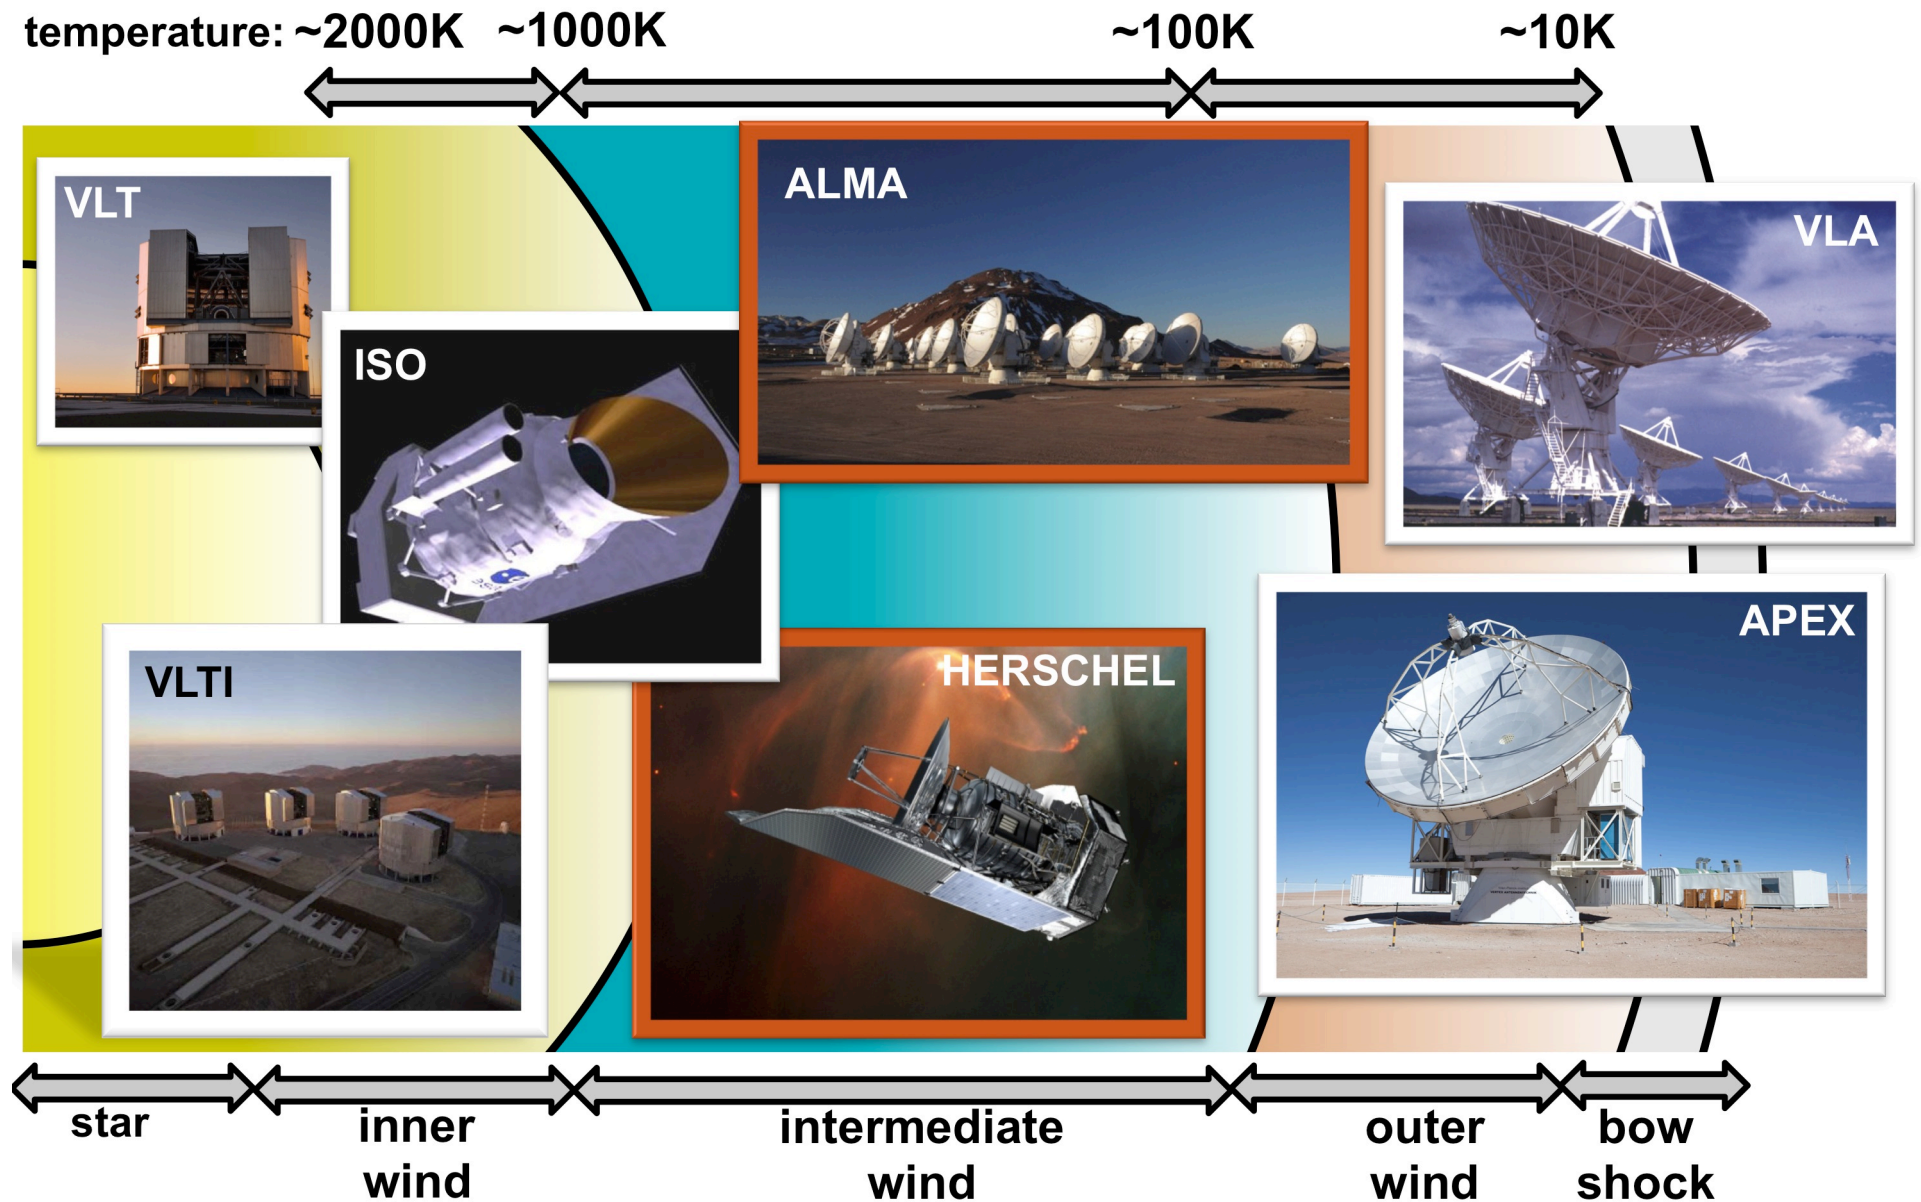 temperature: ~2000K ~1000K ~100K ~10K
VLT
ALMA
VLA
ISO
APEX
HERSCHEL
VLTI
star
inner
wind
intermediate
wind
outer
wind
bow
shock